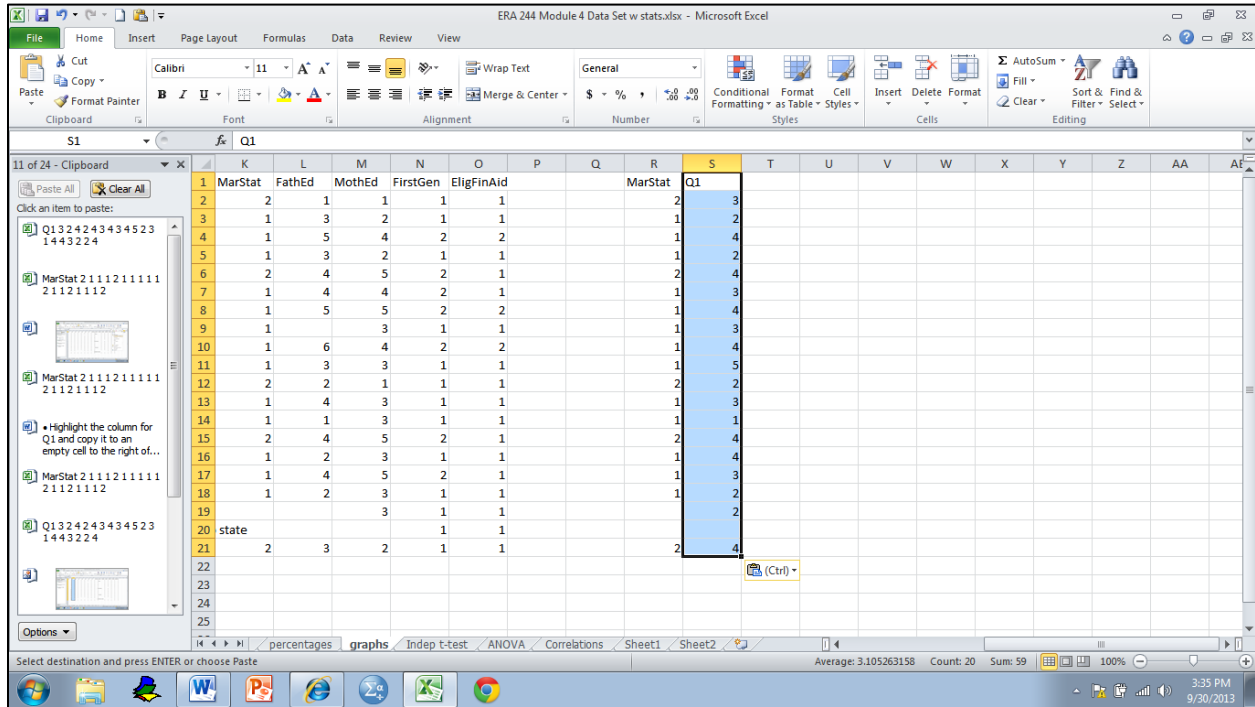 ERA 244 Module 4 Data Set w stats.xlsx - Microsoft Excel
File Home Insert Page Layout Formulas Data Review View
Paste Cut Copy Format Painter
Calibri 11 A A
B I U A
Wrap Text
Merge & Center
General
$ % , .0 .00 .00 .0
Conditional Formatting Format as Table Cell Styles
Insert Delete Format
Σ AutoSum Fill Clear
Sort & Filter Find & Select
Clipboard Font Alignment Number Styles Cells Editing
S1 fx Q1
11 of 24 - Clipboard
Paste All Clear All
Click an item to paste:
Q1 3 2 4 2 4 3 4 3 4 5 2 3
1 4 4 3 2 2 4
MarStat 2 1 1 1 2 1 1 1 1 1
2 1 1 2 1 1 1 2
MarStat 2 1 1 1 2 1 1 1 1 1
2 1 1 2 1 1 1 2
• Highlight the column for
Q1 and copy it to an
empty cell to the right of...
MarStat 2 1 1 1 2 1 1 1 1 1
2 1 1 2 1 1 1 2
Q1 3 2 4 2 4 3 4 3 4 5 2 3
1 4 4 3 2 2 4
Options
K L M N O P Q R S T U V W X Y Z AA AE
1 MarStat FathEd MothEd FirstGen EligFinAid MarStat Q1
2 2 1 1 1 1 2 3
3 1 3 2 1 1 1 2
4 1 5 4 2 2 1 4
5 1 3 2 1 1 1 2
6 2 4 5 2 1 2 4
7 1 4 4 2 1 1 3
8 1 5 5 2 2 1 4
9 1 3 1 1 1 3
10 1 6 4 2 2 1 4
11 1 3 3 1 1 1 5
12 2 2 1 1 1 2 2
13 1 4 3 1 1 1 3
14 1 1 3 1 1 1 1
15 2 4 5 2 1 2 4
16 1 2 3 1 1 1 4
17 1 4 5 2 1 1 3
18 1 2 3 1 1 1 2
19 3 1 1 2
20 state 1 1
21 2 3 2 1 1 2 4
22 (Ctrl)
23
24
25
percentages graphs Indep t-test ANOVA Correlations Sheet1 Sheet2
Select destination and press ENTER or choose Paste Average: 3.105263158 Count: 20 Sum: 59 100%
3:35 PM
9/30/2013